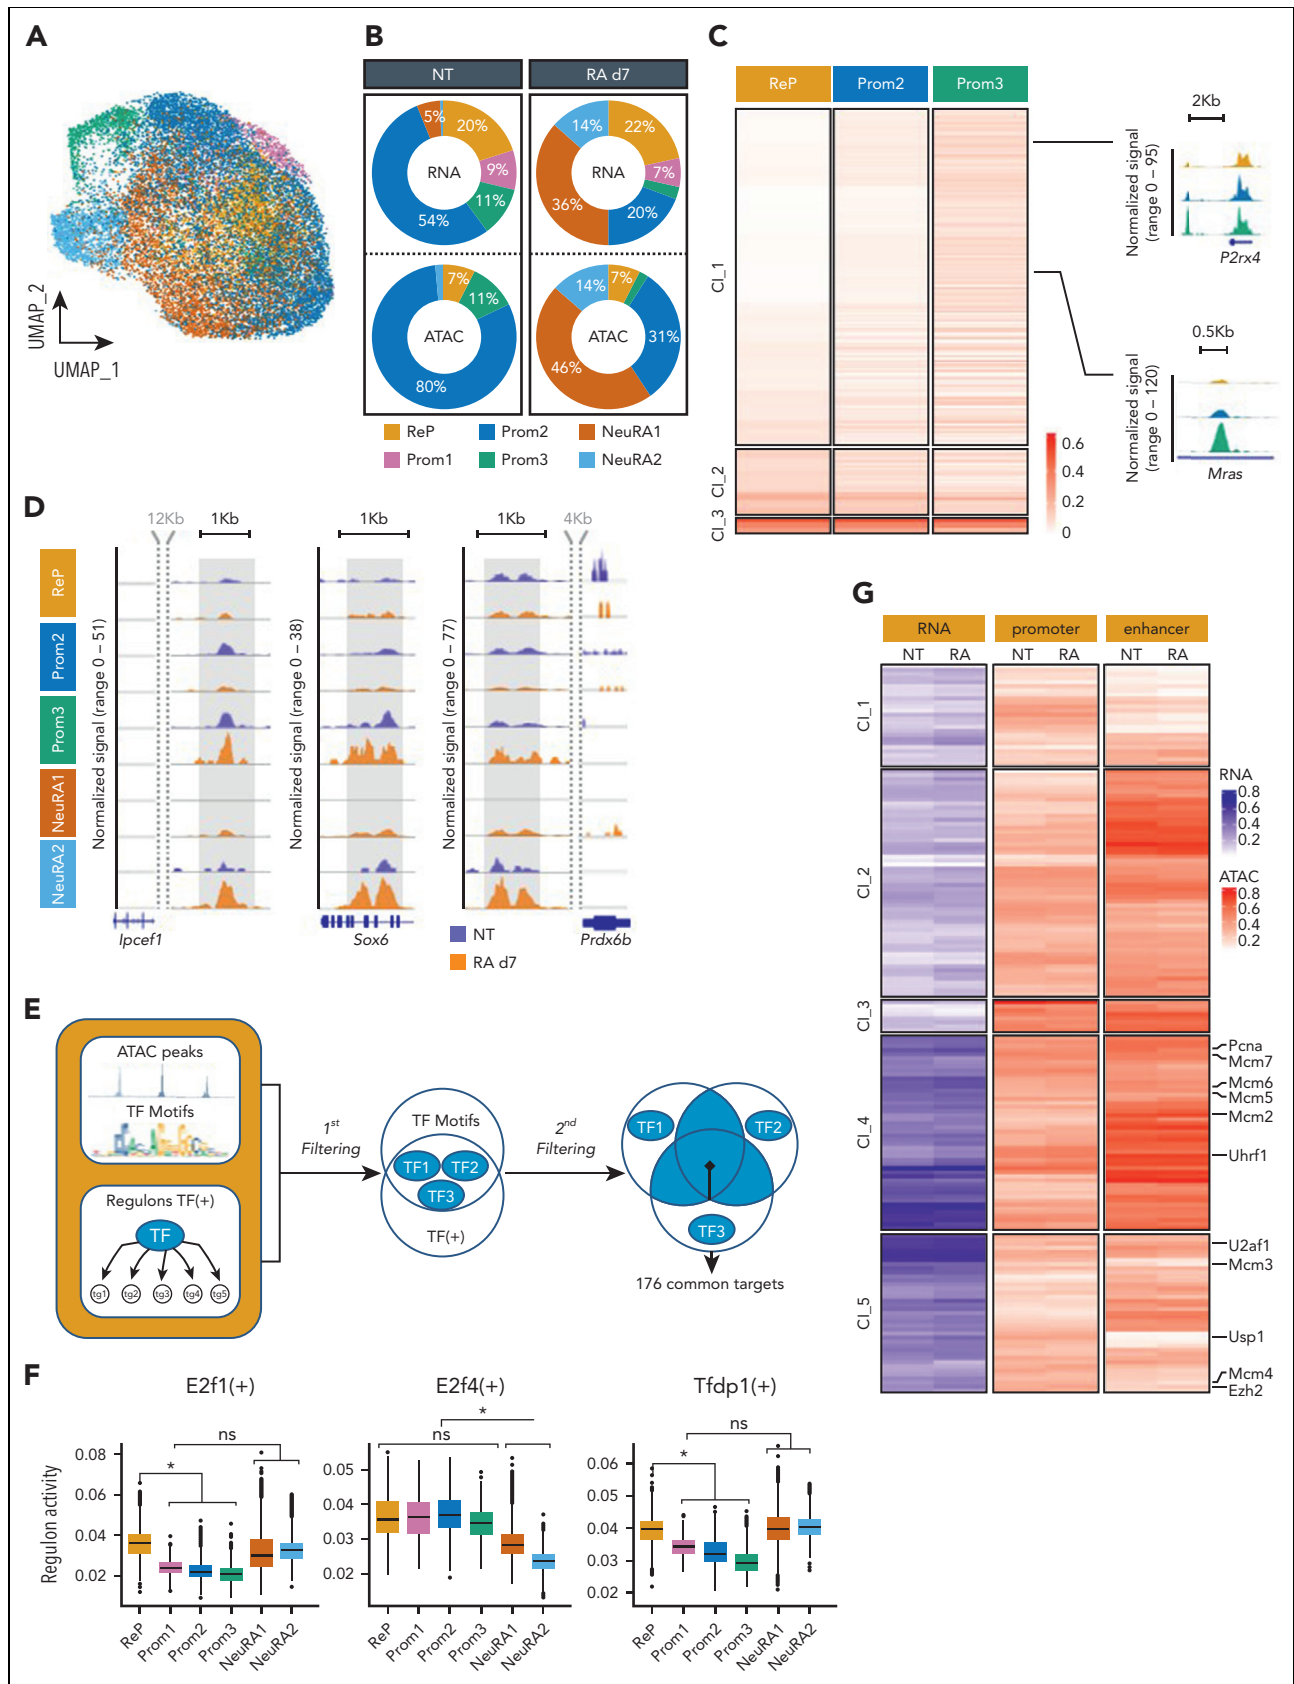 A
UMAP_2
UMAP_1
B
NT
RA d7
5%
20%
9%
11%
54%
RNA
14%
22%
7%
20%
36%
RNA
7%
11%
80%
ATAC
14%
7%
31%
46%
ATAC
ReP
Prom2
NeuRA1
Prom1
Prom3
NeuRA2
C
ReP
Prom2
Prom3
CI_1
CI_2
CI_3
0.6
0.4
0.2
0
2Kb
Normalized signal
(range 0 – 95)
P2rx4
0.5Kb
Normalized signal
(range 0 – 120)
Mras
D
12Kb
1Kb
1Kb
1Kb
4Kb
ReP
Prom2
Prom3
NeuRA1
NeuRA2
Normalized signal (range 0 – 51)
Normalized signal (range 0 – 38)
Normalized signal (range 0 – 77)
Ipcef1
Sox6
Prdx6b
NT
RA d7
E
ATAC peaks
TF Motifs
Regulons TF(+)
TF
tg1
tg2
tg3
tg4
tg5
1st
Filtering
TF Motifs
TF1
TF2
TF3
TF(+)
2nd
Filtering
TF1
TF2
TF3
176 common targets
F
E2f1(+)
Regulon activity
0.08
0.06
0.04
0.02
ns
*
ReP
Prom1
Prom2
Prom3
NeuRA1
NeuRA2
E2f4(+)
0.05
0.04
0.03
0.02
*
ns
ReP
Prom1
Prom2
Prom3
NeuRA1
NeuRA2
Tfdp1(+)
0.06
0.05
0.04
0.03
0.02
ns
*
ReP
Prom1
Prom2
Prom3
NeuRA1
NeuRA2
G
RNA
promoter
enhancer
NT
RA
NT
RA
NT
RA
CI_1
CI_2
CI_3
CI_4
CI_5
RNA
0.8
0.6
0.4
0.2
ATAC
0.8
0.6
0.4
0.2
Pcna
Mcm7
Mcm6
Mcm5
Mcm2
Uhrf1
U2af1
Mcm3
Usp1
Mcm4
Ezh2